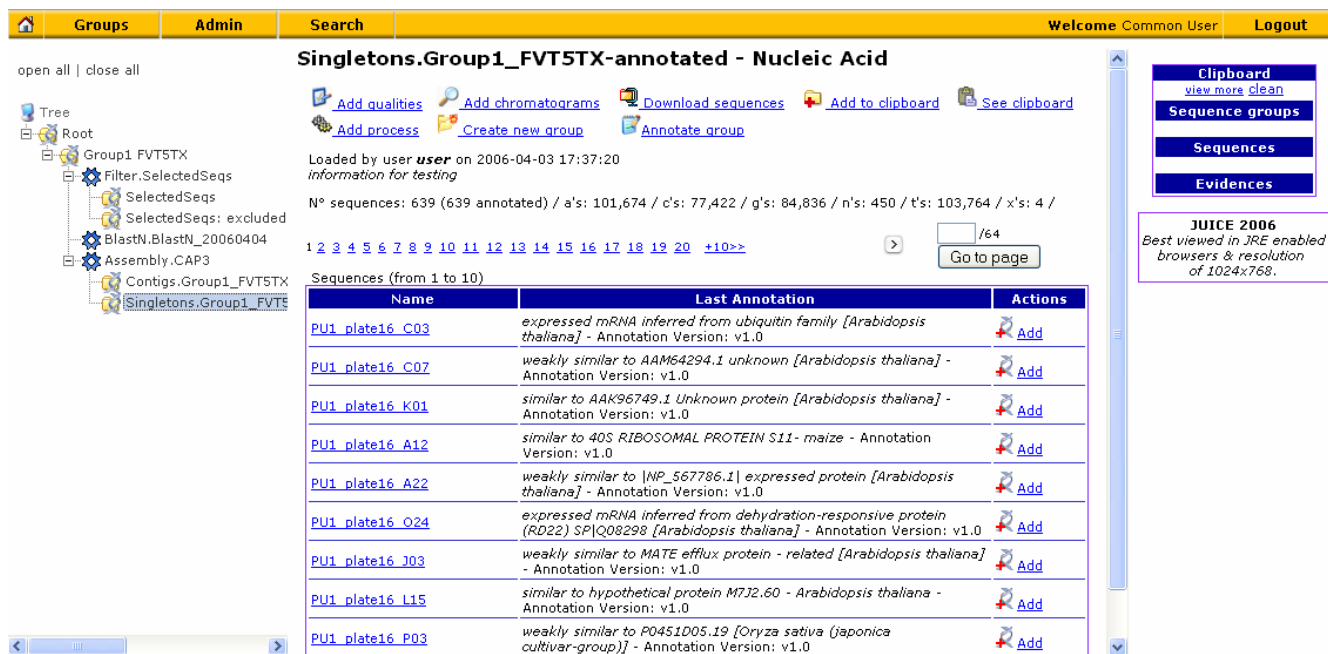 Groups Admin Search Welcome Common User Logout
open all | close all
Tree
Root
Group1 FVT5TX
Filter.SelectedSeqs
SelectedSeqs
SelectedSeqs: excluded
BlastN.BlastN_20060404
Assembly.CAP3
Contigs.Group1_FVT5TX
Singletons.Group1_FVT5
Singletons.Group1_FVT5TX-annotated - Nucleic Acid
Add qualities Add chromatograms Download sequences Add to clipboard See clipboard
Add process Create new group Annotate group
Loaded by user user on 2006-04-03 17:37:20
information for testing
N° sequences: 639 (639 annotated) / a's: 101,674 / c's: 77,422 / g's: 84,836 / n's: 450 / t's: 103,764 / x's: 4 /
1 2 3 4 5 6 7 8 9 10 11 12 13 14 15 16 17 18 19 20 +10>> > /64
Go to page
Sequences (from 1 to 10)
Name Last Annotation Actions
PU1_plate16_C03 expressed mRNA inferred from ubiquitin family [Arabidopsis
thaliana] - Annotation Version: v1.0 Add
PU1_plate16_C07 weakly similar to AAM64294.1 unknown [Arabidopsis thaliana] -
Annotation Version: v1.0 Add
PU1_plate16_K01 similar to AAK96749.1 Unknown protein [Arabidopsis thaliana] -
Annotation Version: v1.0 Add
PU1_plate16_A12 similar to 40S RIBOSOMAL PROTEIN S11- maize - Annotation
Version: v1.0 Add
PU1_plate16_A22 weakly similar to |NP_567786.1| expressed protein [Arabidopsis
thaliana] - Annotation Version: v1.0 Add
PU1_plate16_O24 expressed mRNA inferred from dehydration-responsive protein
(RD22) SP|Q08298 [Arabidopsis thaliana] - Annotation Version: v1.0 Add
PU1_plate16_J03 weakly similar to MATE efflux protein - related [Arabidopsis thaliana]
- Annotation Version: v1.0 Add
PU1_plate16_L15 similar to hypothetical protein M7J2.60 - Arabidopsis thaliana -
Annotation Version: v1.0 Add
PU1_plate16_P03 weakly similar to P0451D05.19 [Oryza sativa (japonica
cultivar-group)] - Annotation Version: v1.0 Add
Clipboard
view more clean
Sequence groups
Sequences
Evidences
JUICE 2006
Best viewed in JRE enabled
browsers & resolution
of 1024x768.